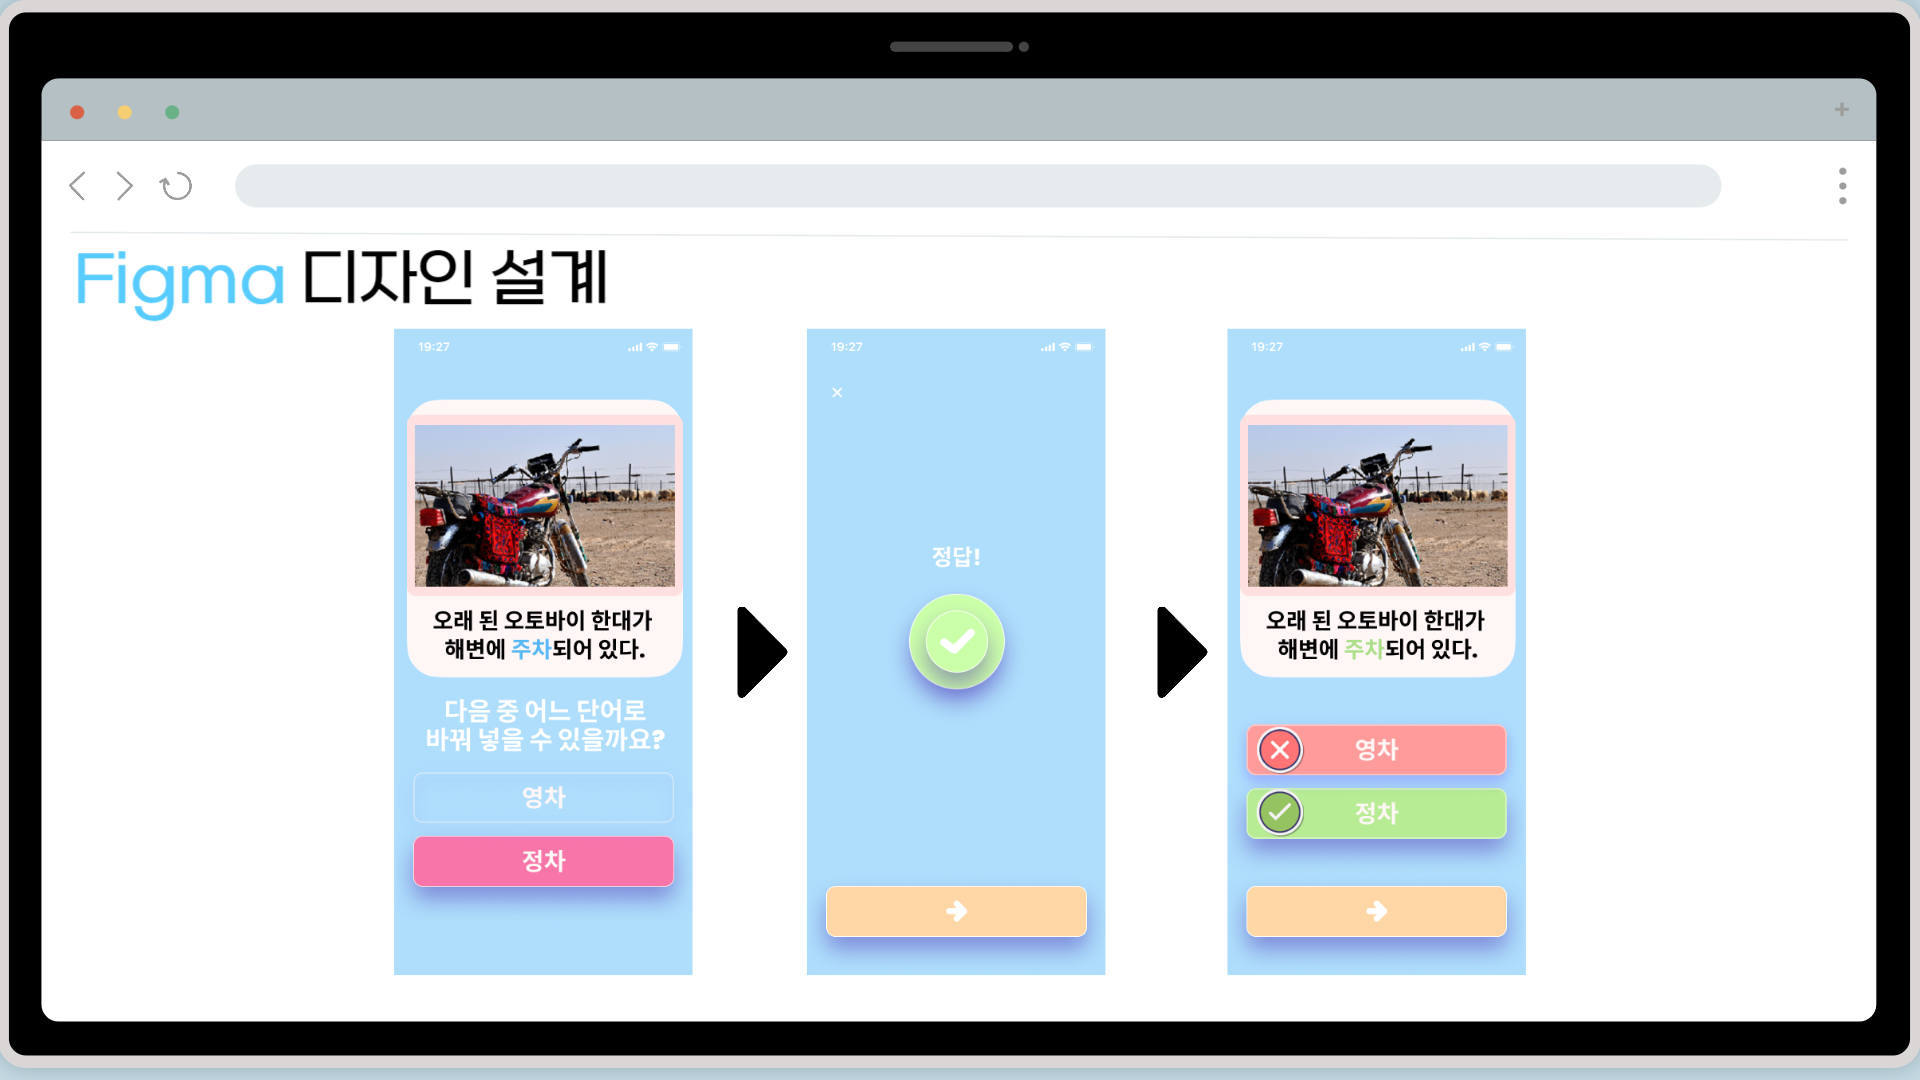 Figma 디자인 설계
19:27
오래 된 오토바이 한대가
해변에 주차되어 있다.
다음 중 어느 단어로
바꿔 넣을 수 있을까요?
영차
정차
19:27
정답!
19:27
오래 된 오토바이 한대가
해변에 주차되어 있다.
영차
정차